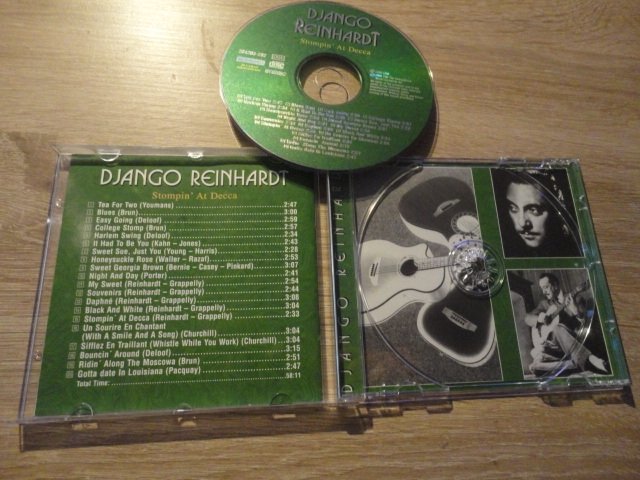 DJANGO
REINHARDT
Stompin' At Decca
DJANGO REINHARDT
Stompin' At Decca
Tea For Two (Youmans) 2:47
Blues (Brun) 3:00
Easy Going (Deloof) 2:59
College Stomp (Brun) 2:57
Harlem Swing (Deloof) 2:34
It Had To Be You (Kahn - Jones) 2:43
Sweet Sue, Just You (Young - Harris) 2:28
Honeysuckle Rose (Waller - Razaf) 2:53
Sweet Georgia Brown (Bernie - Casey - Pinkard) 3:07
Night And Day (Porter) 2:41
My Sweet (Reinhardt - Grappelly) 2:54
Souvenirs (Reinhardt - Grappelly) 2:44
Daphné (Reinhardt - Grappelly) 3:08
Black And White (Reinhardt - Grappelly) 3:04
Stompin' At Decca (Reinhardt - Grappelly) 2:33
Un Sourire En Chantant
(With A Smile And A Song) (Churchill) 3:04
Sifflez En Traillant (Whistle While You Work) (Churchill) 3:04
Bouncin' Around (Deloof) 3:15
Ridin' Along The Moscowa (Brun) 2:51
Gotta date In Louisiana (Pacquay) 2:47
Total Time: 58:11
DJANGO REINHARDT